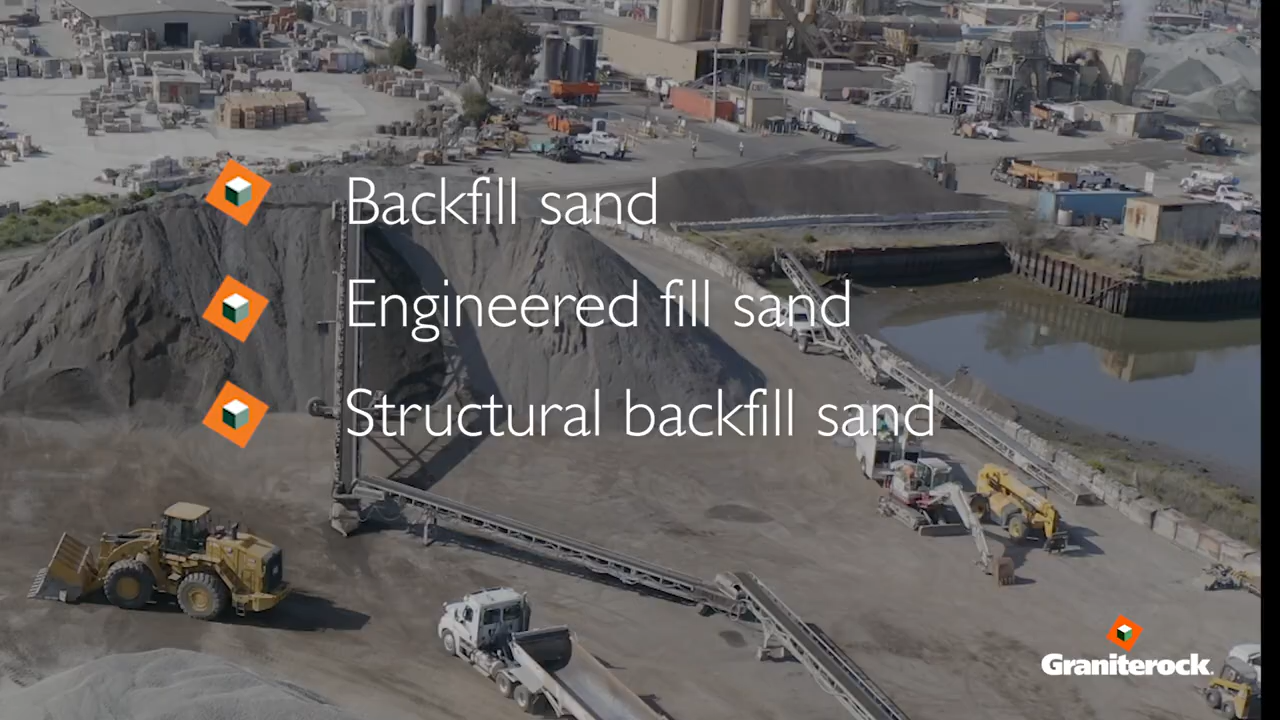 Backfill sand
Engineered fill sand
Structural backfill sand
Graniterock.